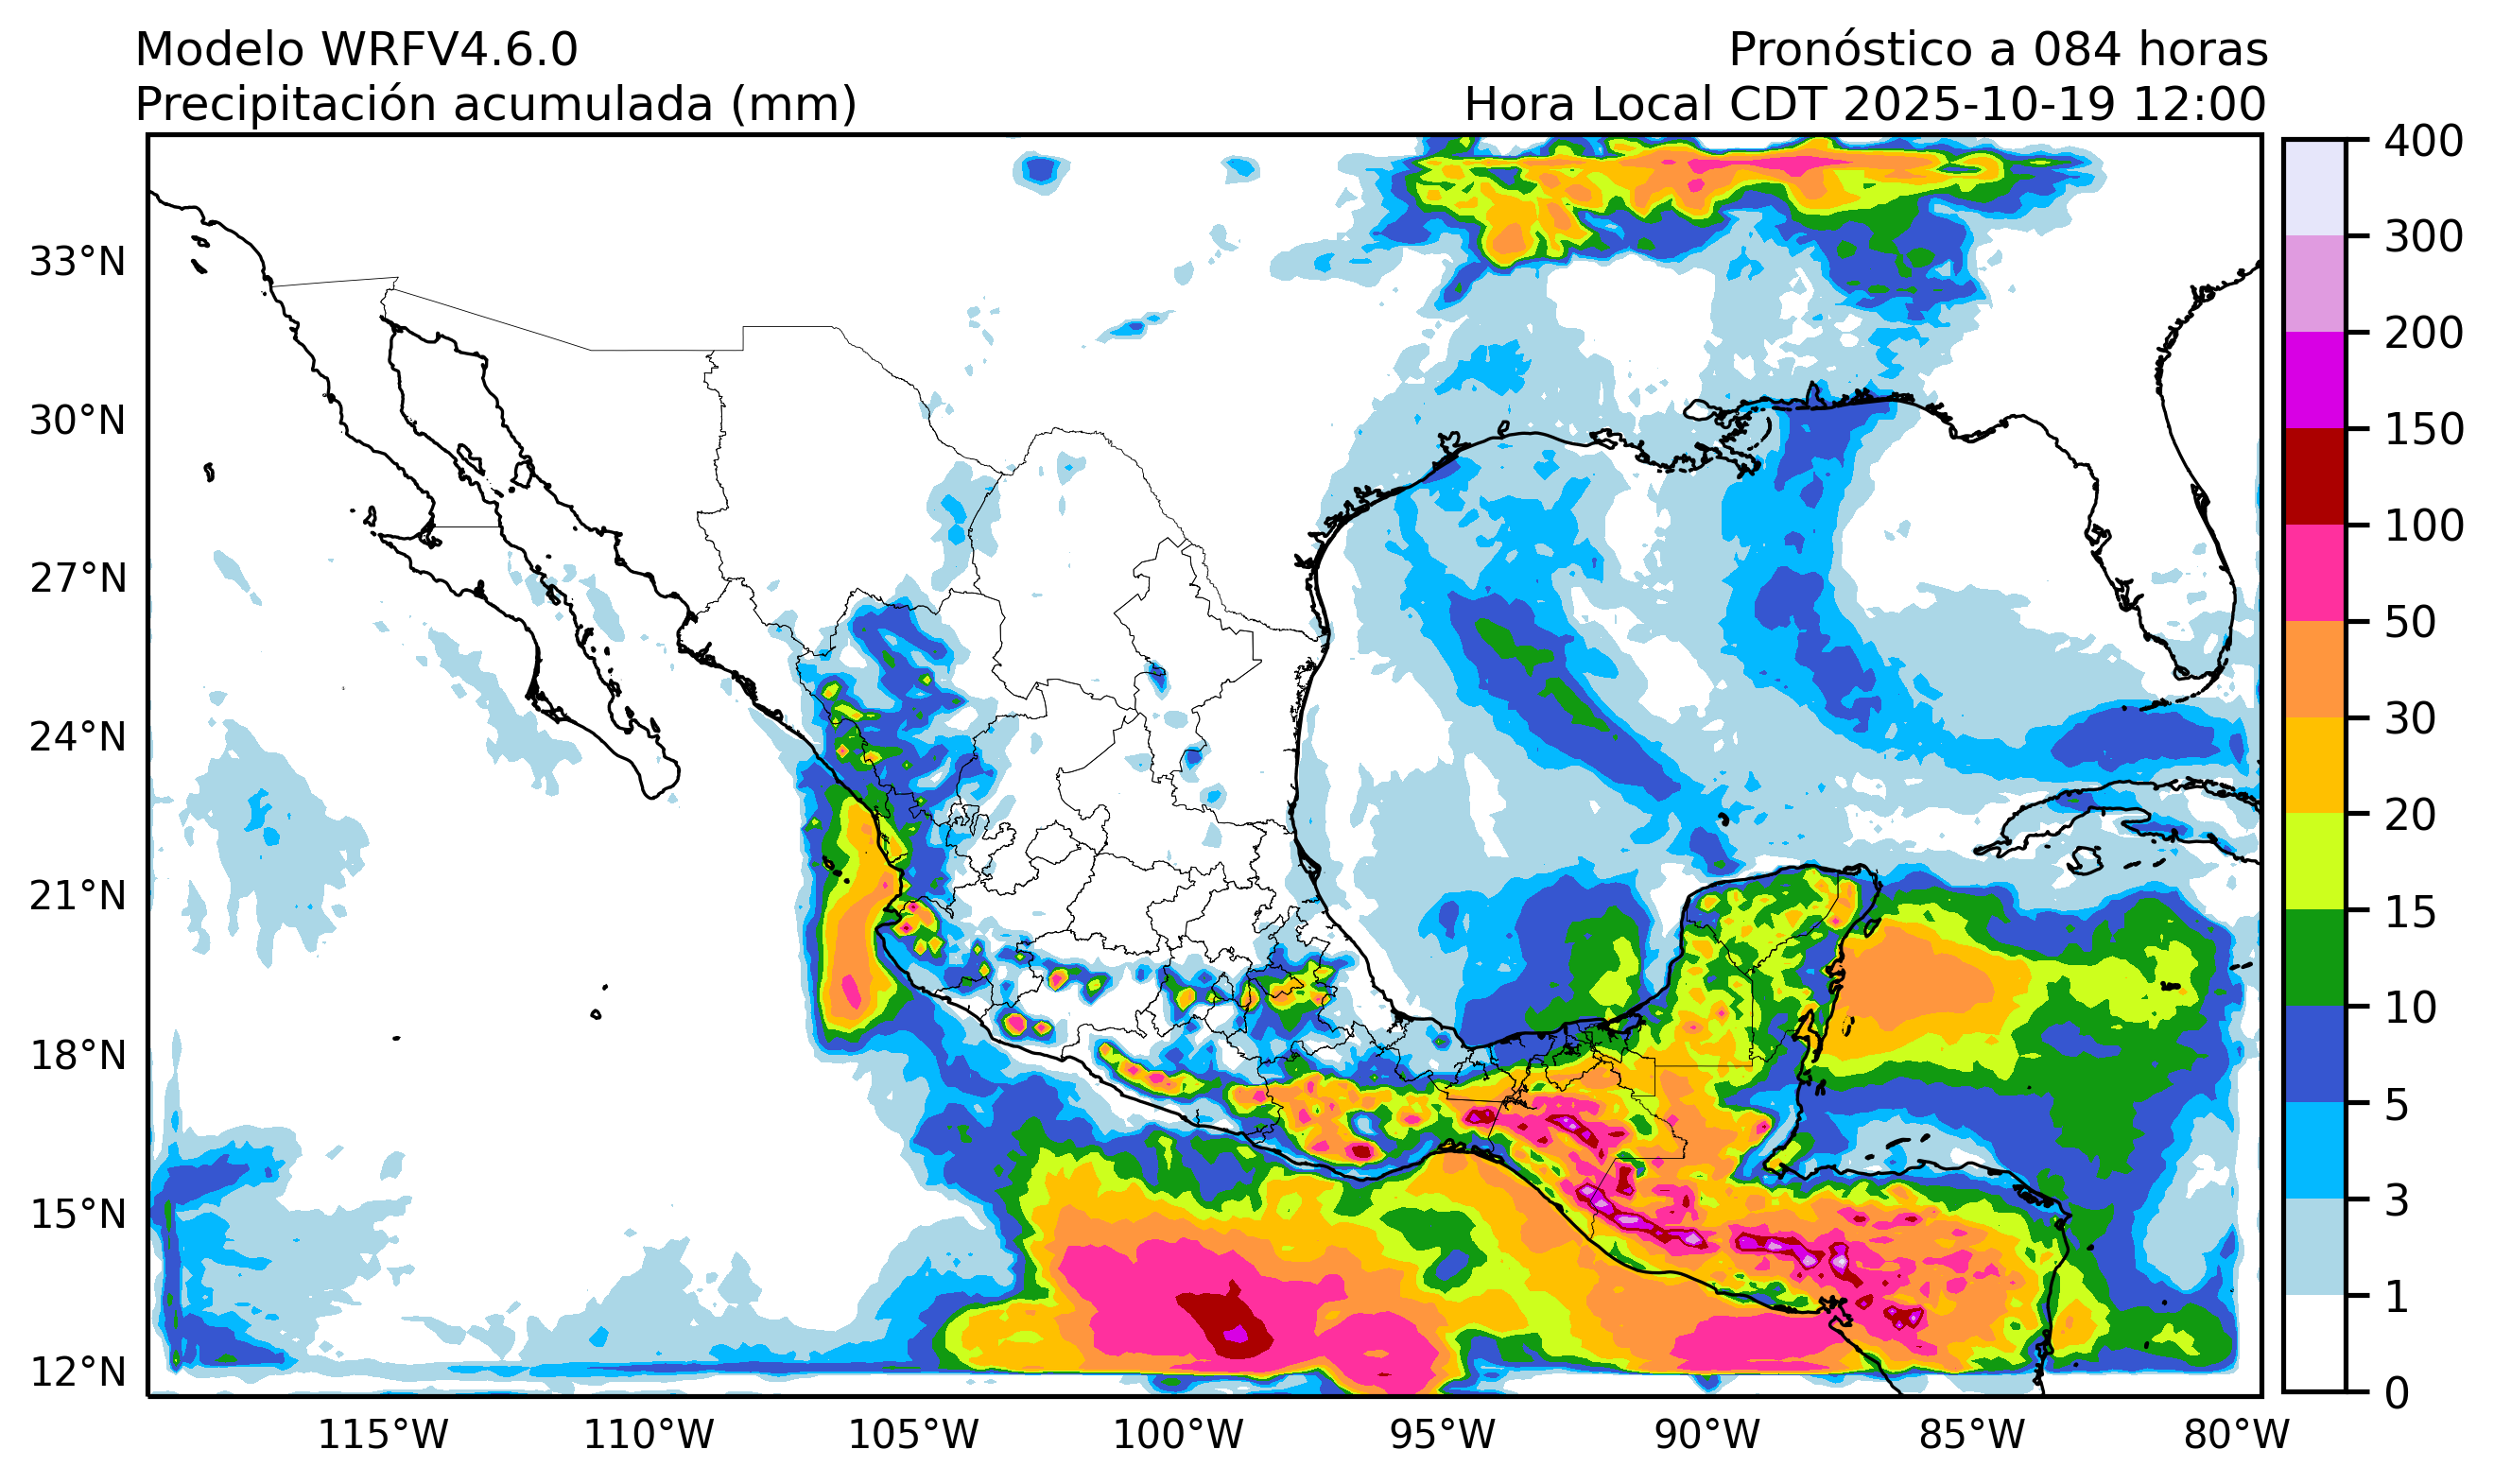 Modelo WRFV4.6.0
Pronóstico a 084 horas
Precipitación acumulada (mm)
Hora Local CDT 2025-10-19 12:00
33°N
30°N
27°N
24°N
21°N
18°N
15°N
12°N
115°W
110°W
105°W
100°W
95°W
90°W
85°W
80°W
400
300
200
150
100
50
30
20
15
10
5
3
1
0